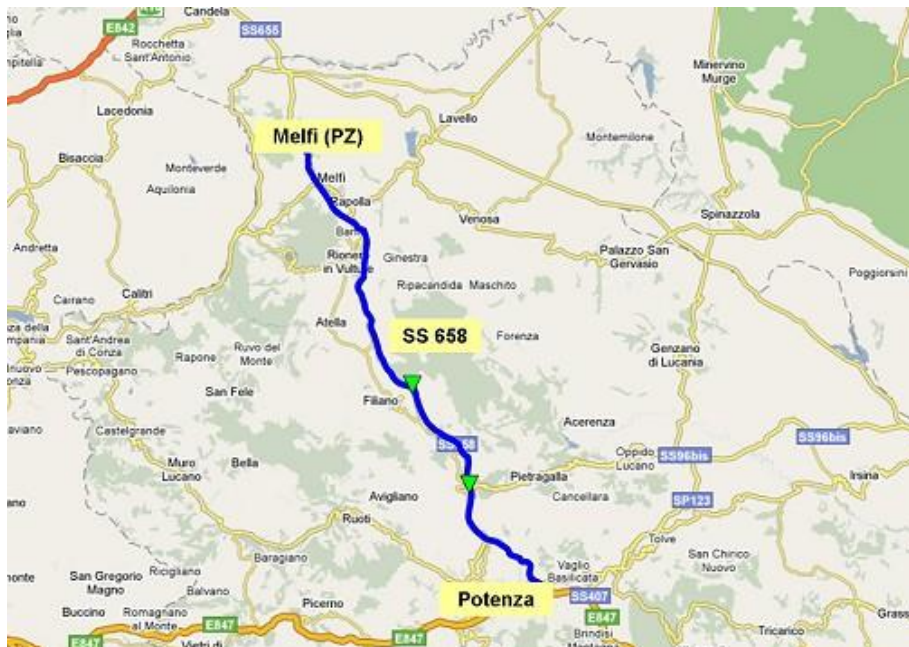 Candela
E842
SS655
Rocchetta
Sant'Antonio
Minervino
Murge
Lacedonia
Lavello
Melfi (PZ)
Montemilone
Bisaccia
Monteverde
Melfi
Aquilonia
Rapolla
Venosa
Spinazzola
Andretta
Palazzo San
Gervasio
Rionero
in Vulture
Ginestra
Poggiorsini
Ripacandida
Maschito
Calitri
Cairano
Atella
SS 658
Forenza
Sant'Andrea
di Conza
Ruvo del
Monte
Rapone
Genzano
di Lucania
Pescopagano
San Fele
Filiano
Acerenza
Castelgrande
SS96bis
Oppido
Lucano
SS96bis
Muro
Lucano
Bella
Pietragalla
Irsina
Avigliano
Cancellara
SP123
Ruoti
Tolve
Baragiano
San Chirico
Nuovo
Vaglio
Basilicata
Ricigliano
San Gregorio
Magno
Balvano
Potenza
SS407
Picerno
Buccino
Romagnano
al Monte
E847
E847
E847
E847
Brindisi
Tricarico